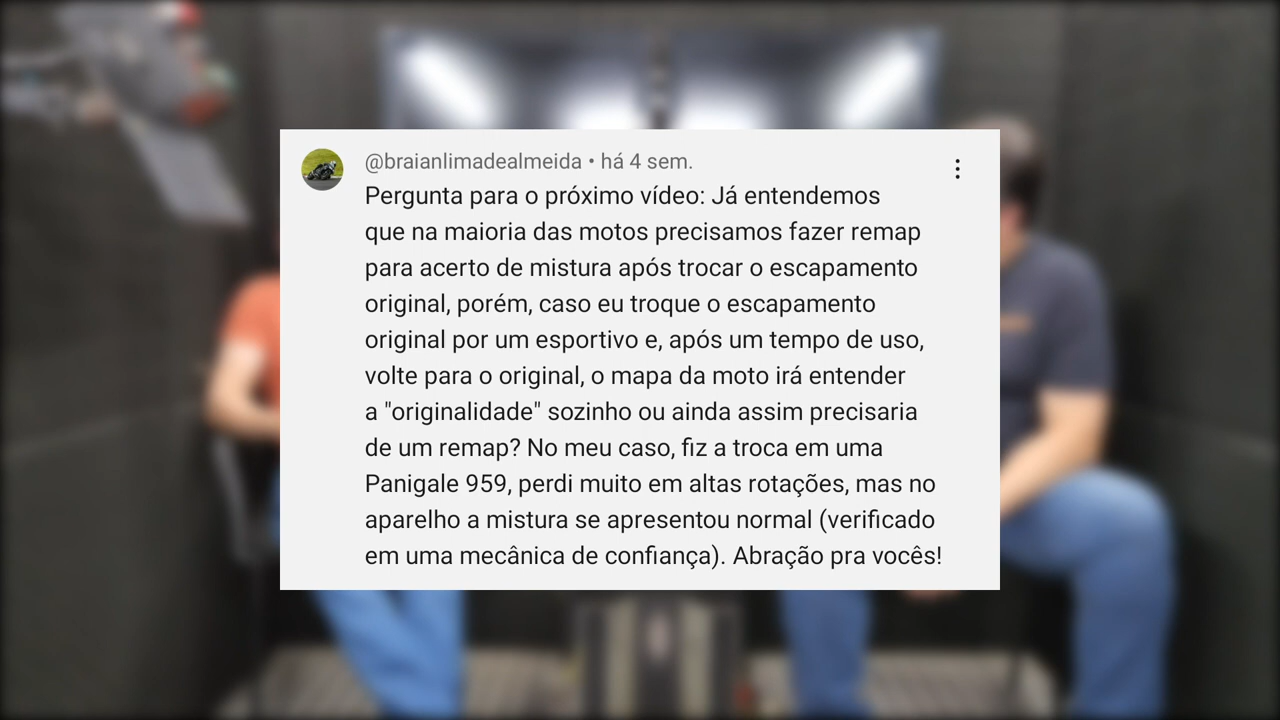 @braianlimadealmeida • há 4 sem.
Pergunta para o próximo vídeo: Já entendemos
que na maioria das motos precisamos fazer remap
para acerto de mistura após trocar o escapamento
original, porém, caso eu troque o escapamento
original por um esportivo e, após um tempo de uso,
volte para o original, o mapa da moto irá entender
a "originalidade" sozinho ou ainda assim precisaria
de um remap? No meu caso, fiz a troca em uma
Panigale 959, perdi muito em altas rotações, mas no
aparelho a mistura se apresentou normal (verificado
em uma mecânica de confiança). Abração pra vocês!